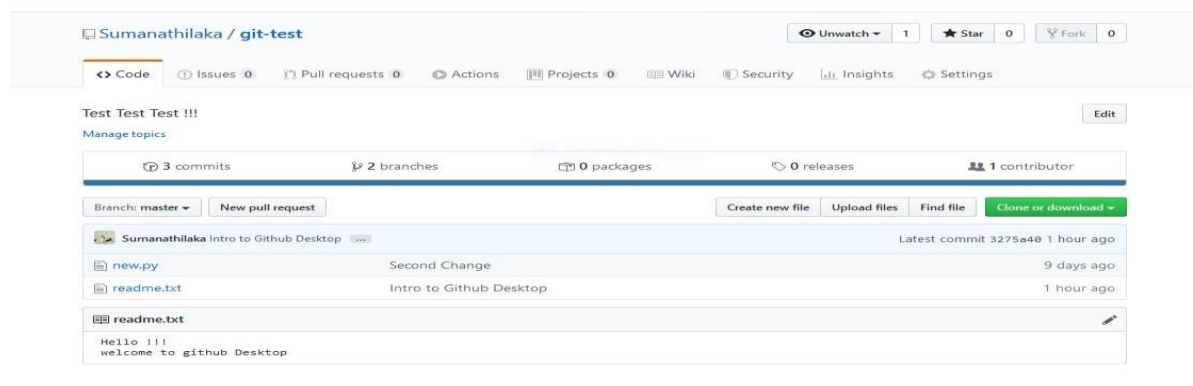 Sumanathilaka / git-test Unwatch 1 Star 0 Fork 0
Code Issues 0 Pull requests 0 Actions Projects 0 Wiki Security Insights Settings
Test Test Test !!! Edit
Manage topics
3 commits 2 branches 0 packages 0 releases 1 contributor
Branch: master New pull request Create new file Upload files Find file Clone or download
Sumanathilaka Intro to Github Desktop ... Latest commit 3275a40 1 hour ago
new.py Second Change 9 days ago
readme.txt Intro to Github Desktop 1 hour ago
readme.txt
Hello !!!
welcome to github Desktop